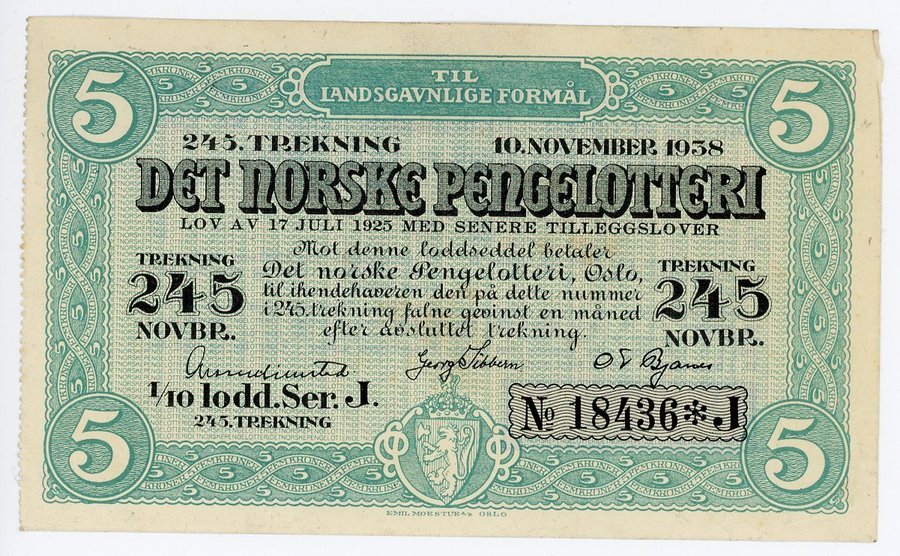 5
5
TIL
LANDSGAVNLIGE FORMÅL
245. TREKNING 10. NOVEMBER 1938
DET NORSKE PENGELOTTERI
LOV AV 17 JULI 1925 MED SENERE TILLEGGSLOVER
Mot denne loddseddel betaler
Det norske Pengelotteri, Oslo,
til ihendehaveren den på dette nummer
i 245. trekning falne gevinst en måned
efter avsluttet trekning.
TREKNING
245
NOVBR.
TREKNING
245
NOVBR.
Georg Sibbern
O E Bjanes
1/10 lodd. Ser. J.
245. TREKNING
No 18436*J
5
5
EMIL MOESTUE A/S OSLO